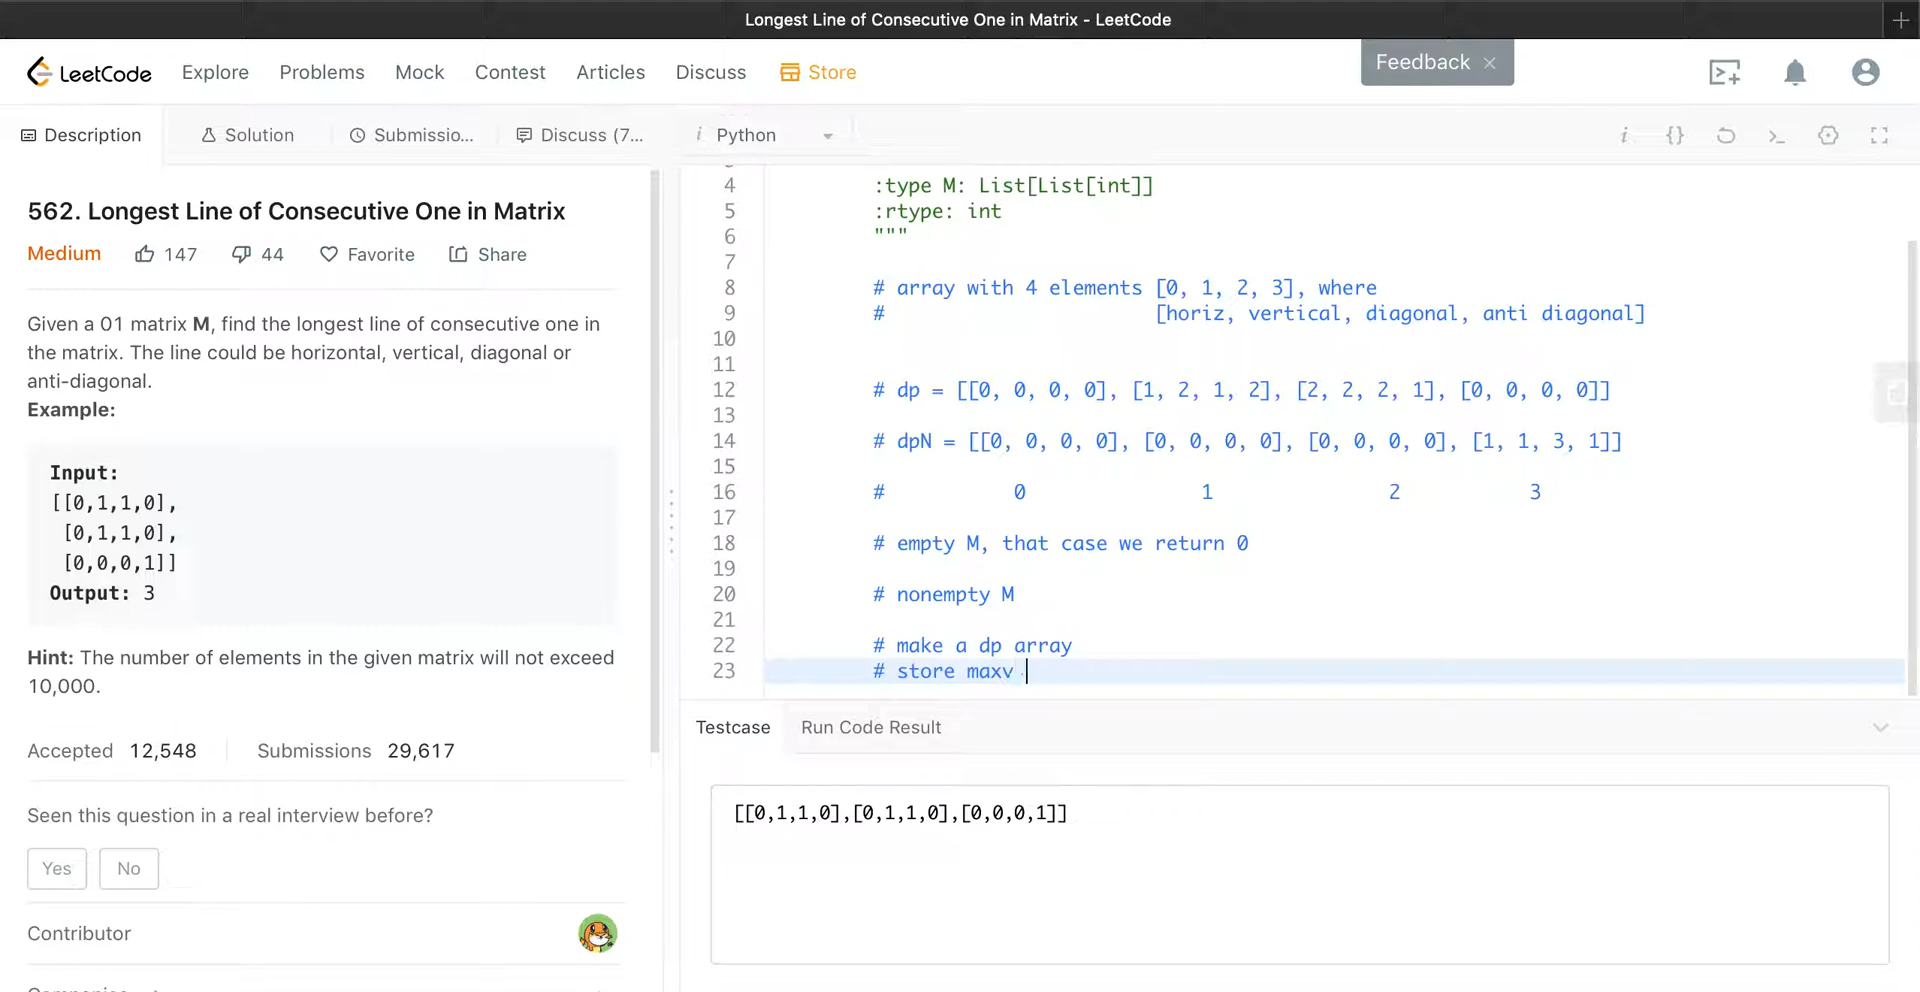 Longest Line of Consecutive One in Matrix - LeetCode
LeetCode Explore Problems Mock Contest Articles Discuss Store
Feedback ×
Description Solution Submissio... Discuss (7...
562. Longest Line of Consecutive One in Matrix
Medium 147 44 Favorite Share
Given a 01 matrix M, find the longest line of consecutive one in
the matrix. The line could be horizontal, vertical, diagonal or
anti-diagonal.
Example:
Input:
[[0,1,1,0],
[0,1,1,0],
[0,0,0,1]]
Output: 3
Hint: The number of elements in the given matrix will not exceed
10,000.
Accepted 12,548 Submissions 29,617
Seen this question in a real interview before?
Yes No
Contributor
i Python
4 :type M: List[List[int]]
5 :rtype: int
6 """
7
8 # array with 4 elements [0, 1, 2, 3], where
9 # [horiz, vertical, diagonal, anti diagonal]
10
11
12 # dp = [[0, 0, 0, 0], [1, 2, 1, 2], [2, 2, 2, 1], [0, 0, 0, 0]]
13
14 # dpN = [[0, 0, 0, 0], [0, 0, 0, 0], [0, 0, 0, 0], [1, 1, 3, 1]]
15
16 # 0 1 2 3
17
18 # empty M, that case we return 0
19
20 # nonempty M
21
22 # make a dp array
23 # store maxv
Testcase Run Code Result
[[0,1,1,0],[0,1,1,0],[0,0,0,1]]